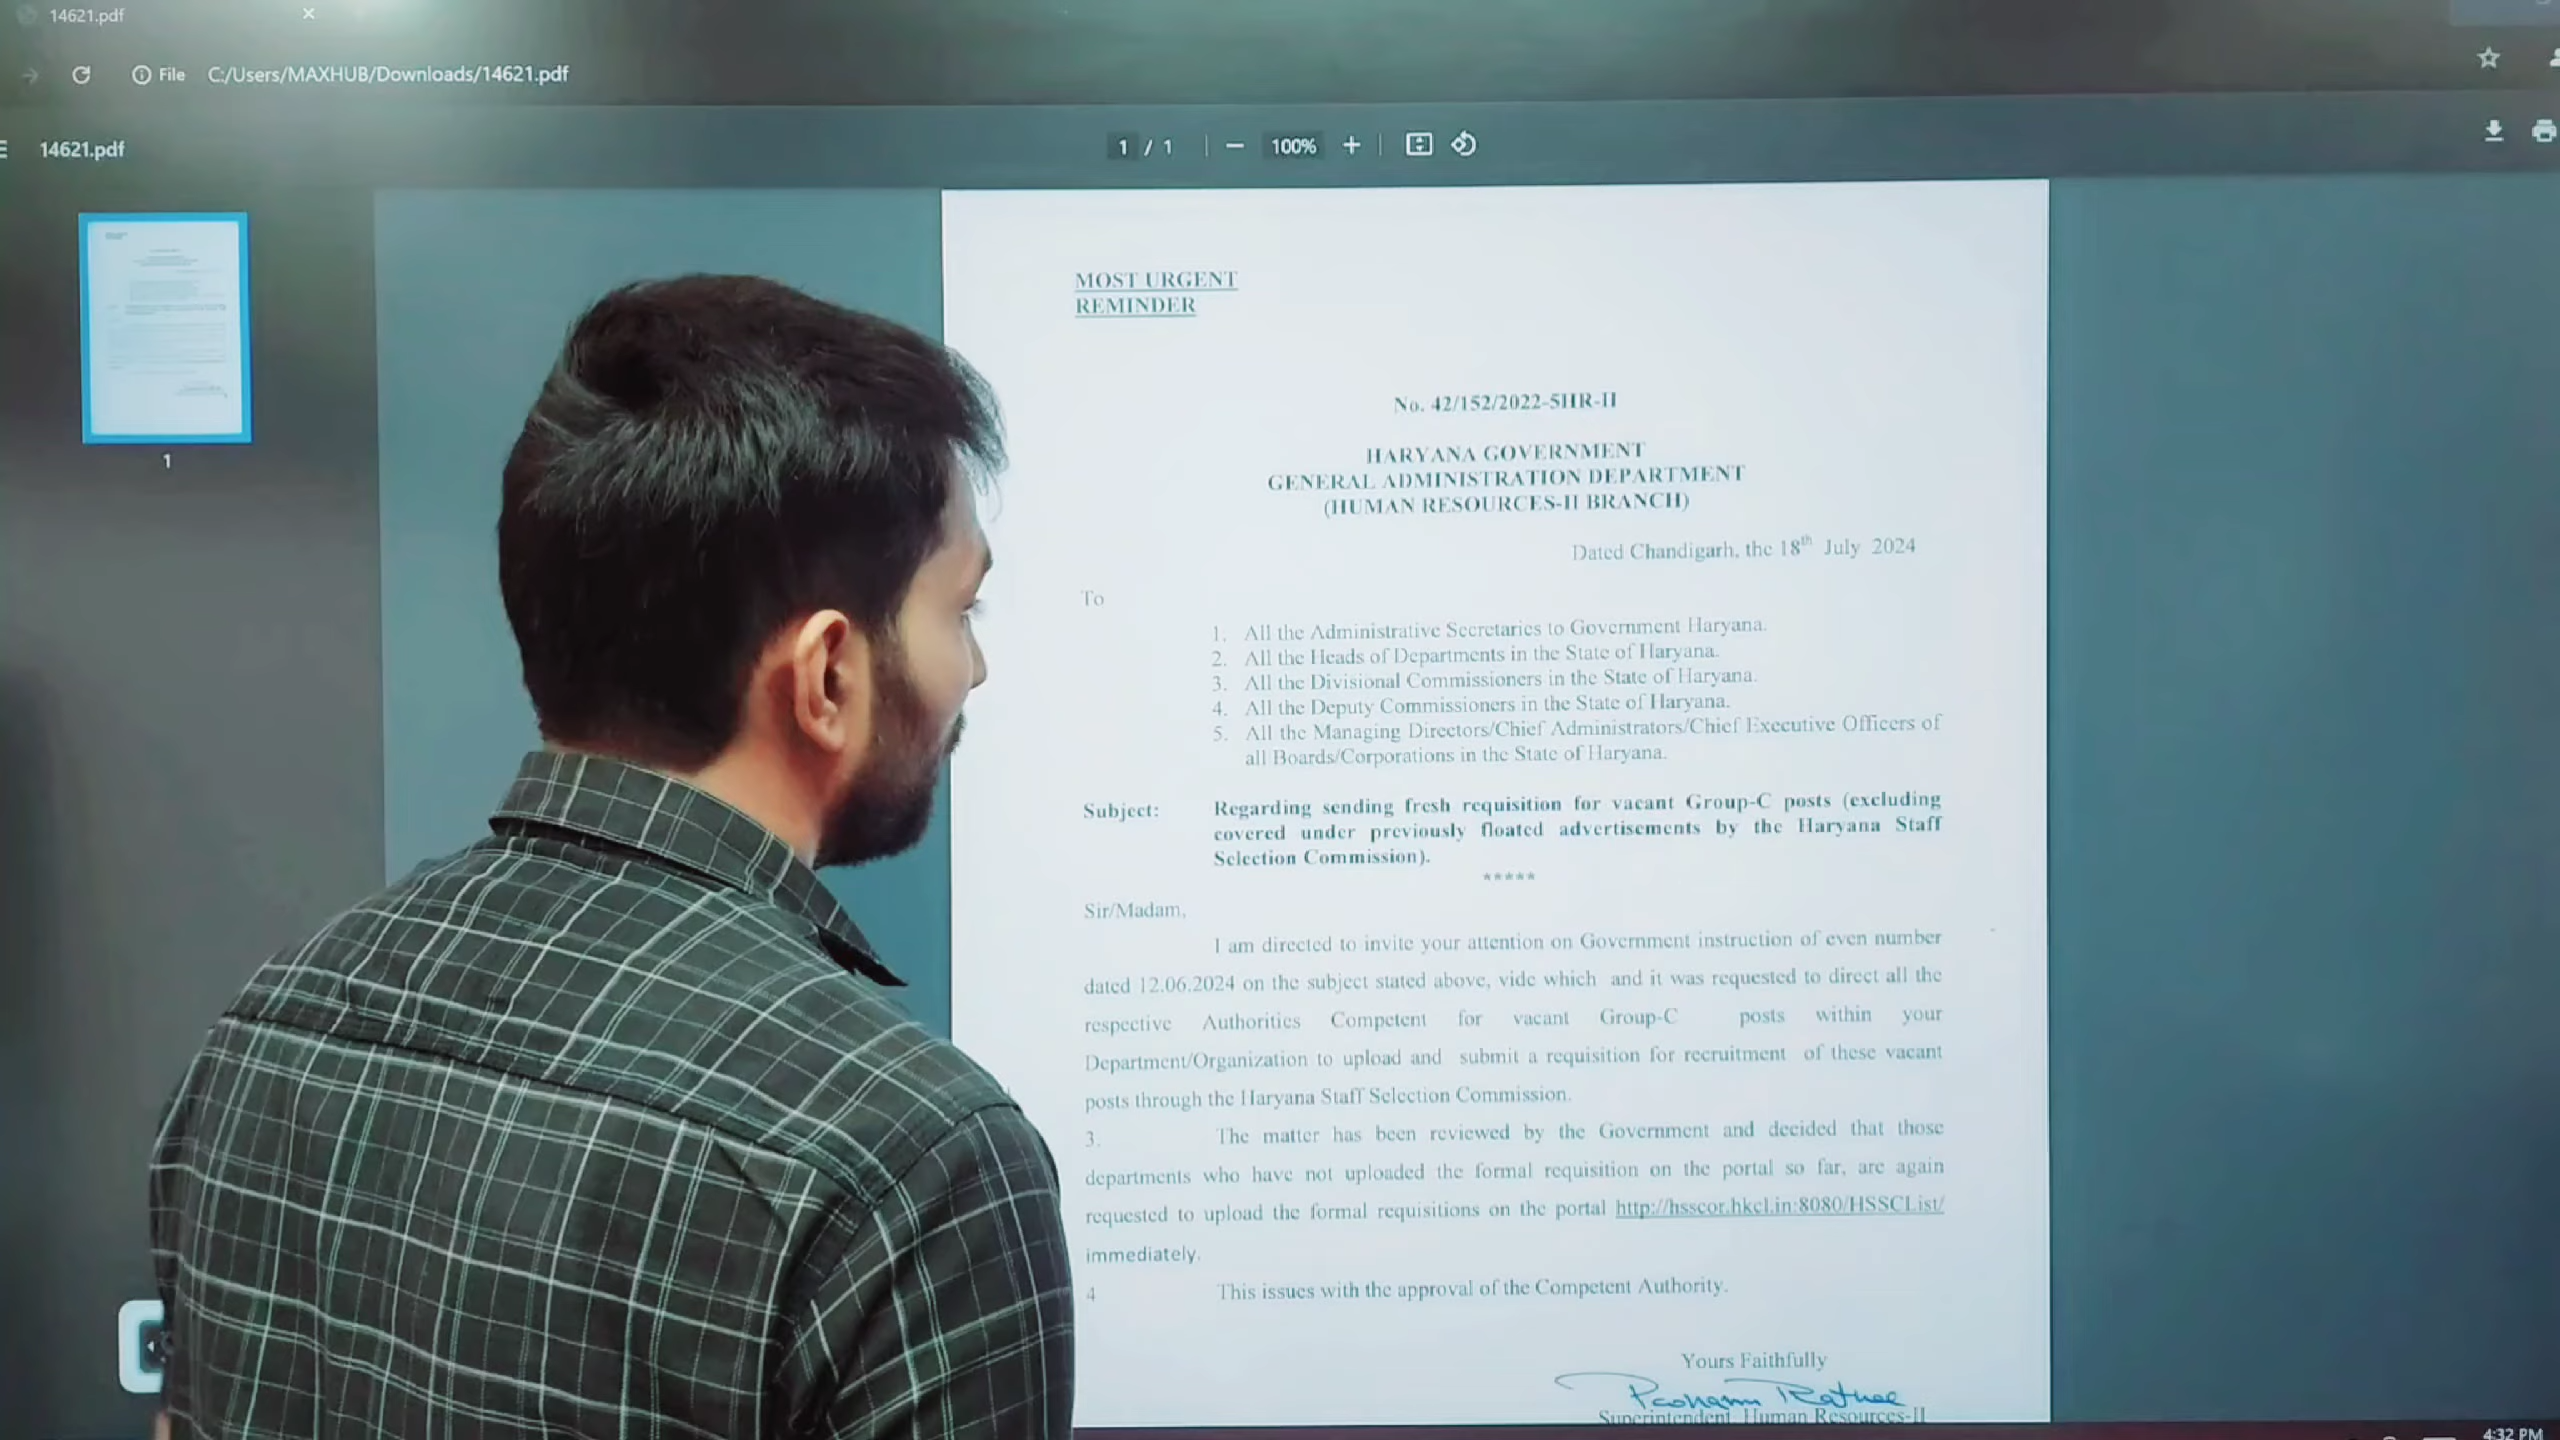 14621.pdf
File C:/Users/MAXHUB/Downloads/14621.pdf
14621.pdf
1 / 1
100%
1
MOST URGENT
REMINDER
No. 42/152/2022-5HR-II
HARYANA GOVERNMENT
GENERAL ADMINISTRATION DEPARTMENT
(HUMAN RESOURCES-II BRANCH)
Dated Chandigarh, the 18th July 2024
To
1. All the Administrative Secretaries to Government Haryana.
2. All the Heads of Departments in the State of Haryana.
3. All the Divisional Commissioners in the State of Haryana.
4. All the Deputy Commissioners in the State of Haryana.
5. All the Managing Directors/Chief Administrators/Chief Executive Officers of
all Boards/Corporations in the State of Haryana.
Subject: Regarding sending fresh requisition for vacant Group-C posts (excluding
covered under previously floated advertisements by the Haryana Staff
Selection Commission).
*****
Sir/Madam,
I am directed to invite your attention on Government instruction of even number
dated 12.06.2024 on the subject stated above, vide which and it was requested to direct all the
respective Authorities Competent for vacant Group-C posts within your
Department/Organization to upload and submit a requisition for recruitment of these vacant
posts through the Haryana Staff Selection Commission.
3. The matter has been reviewed by the Government and decided that those
departments who have not uploaded the formal requisition on the portal so far, are again
requested to upload the formal requisitions on the portal http://hsscor.hkcl.in:8080/HSSCList/
immediately.
4 This issues with the approval of the Competent Authority.
Yours Faithfully
Superintendent Human Resources-II
4:32 PM